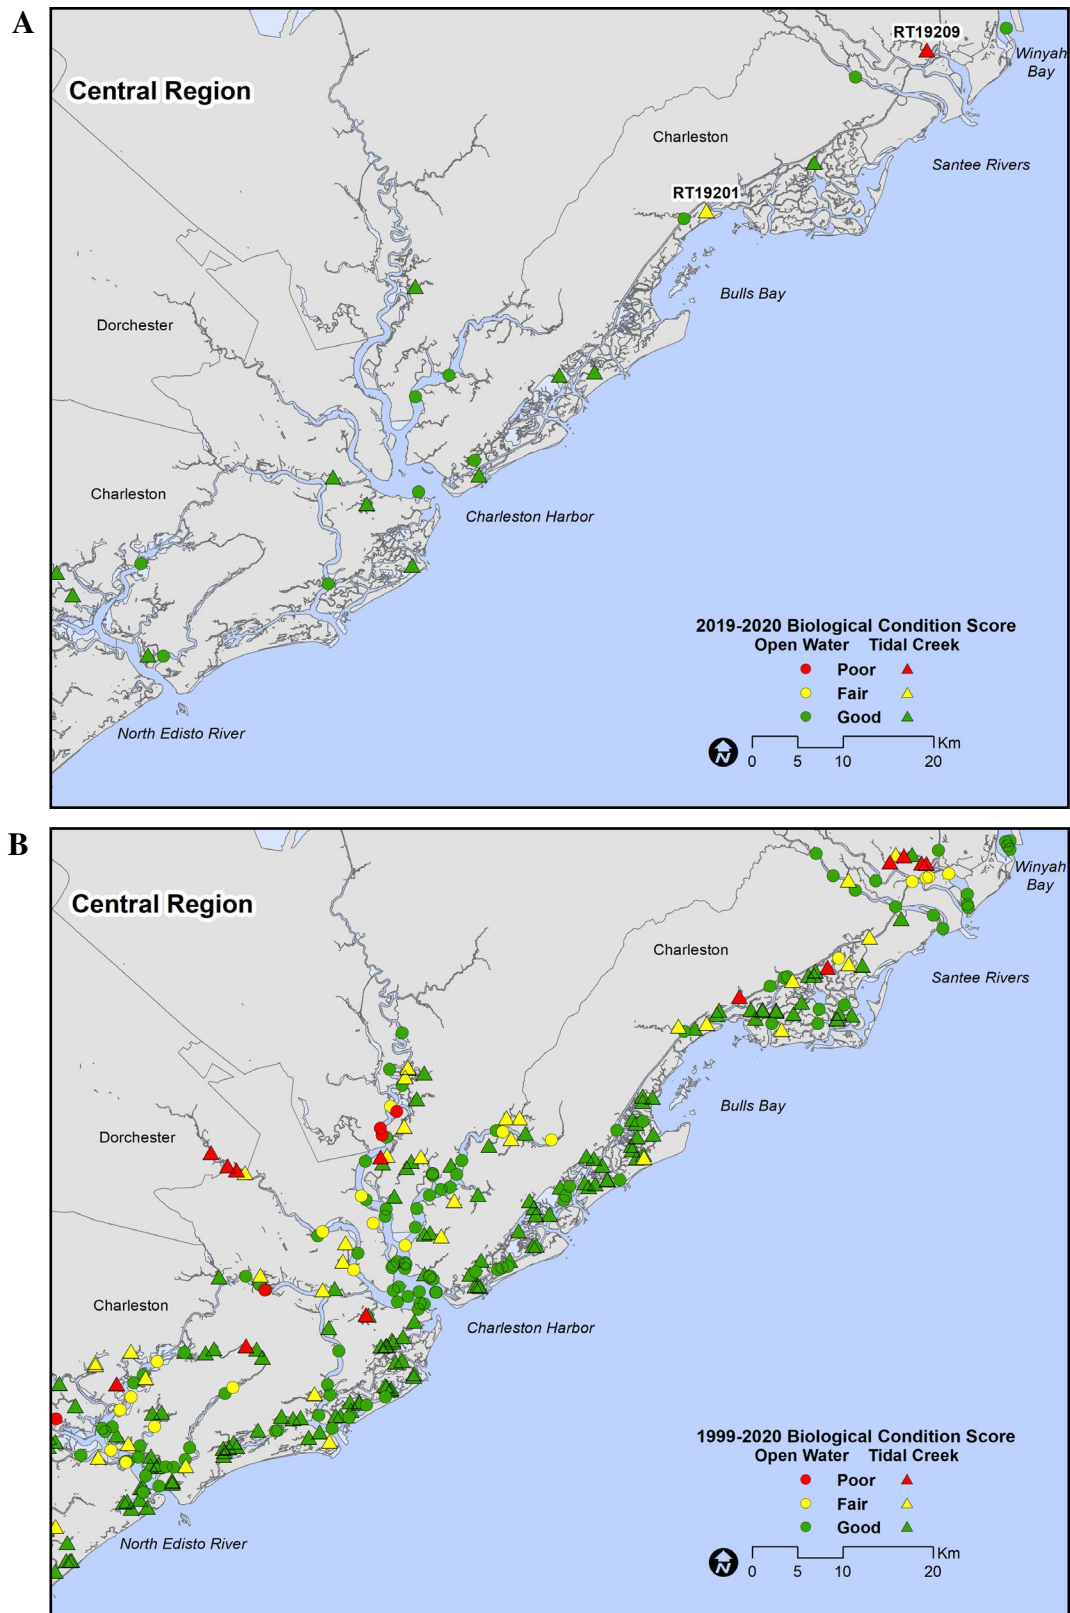 A
RT19209
Winyah
Bay
Central Region
Charleston
Santee Rivers
RT19201
Bulls Bay
Dorchester
Charleston
Charleston Harbor
2019-2020 Biological Condition Score
Open Water Tidal Creek
Poor
Fair
Good
North Edisto River
N
Km
0 5 10 20
B
Winyah
Bay
Central Region
Charleston
Santee Rivers
Bulls Bay
Dorchester
Charleston
Charleston Harbor
1999-2020 Biological Condition Score
Open Water Tidal Creek
Poor
Fair
Good
North Edisto River
N
Km
0 5 10 20